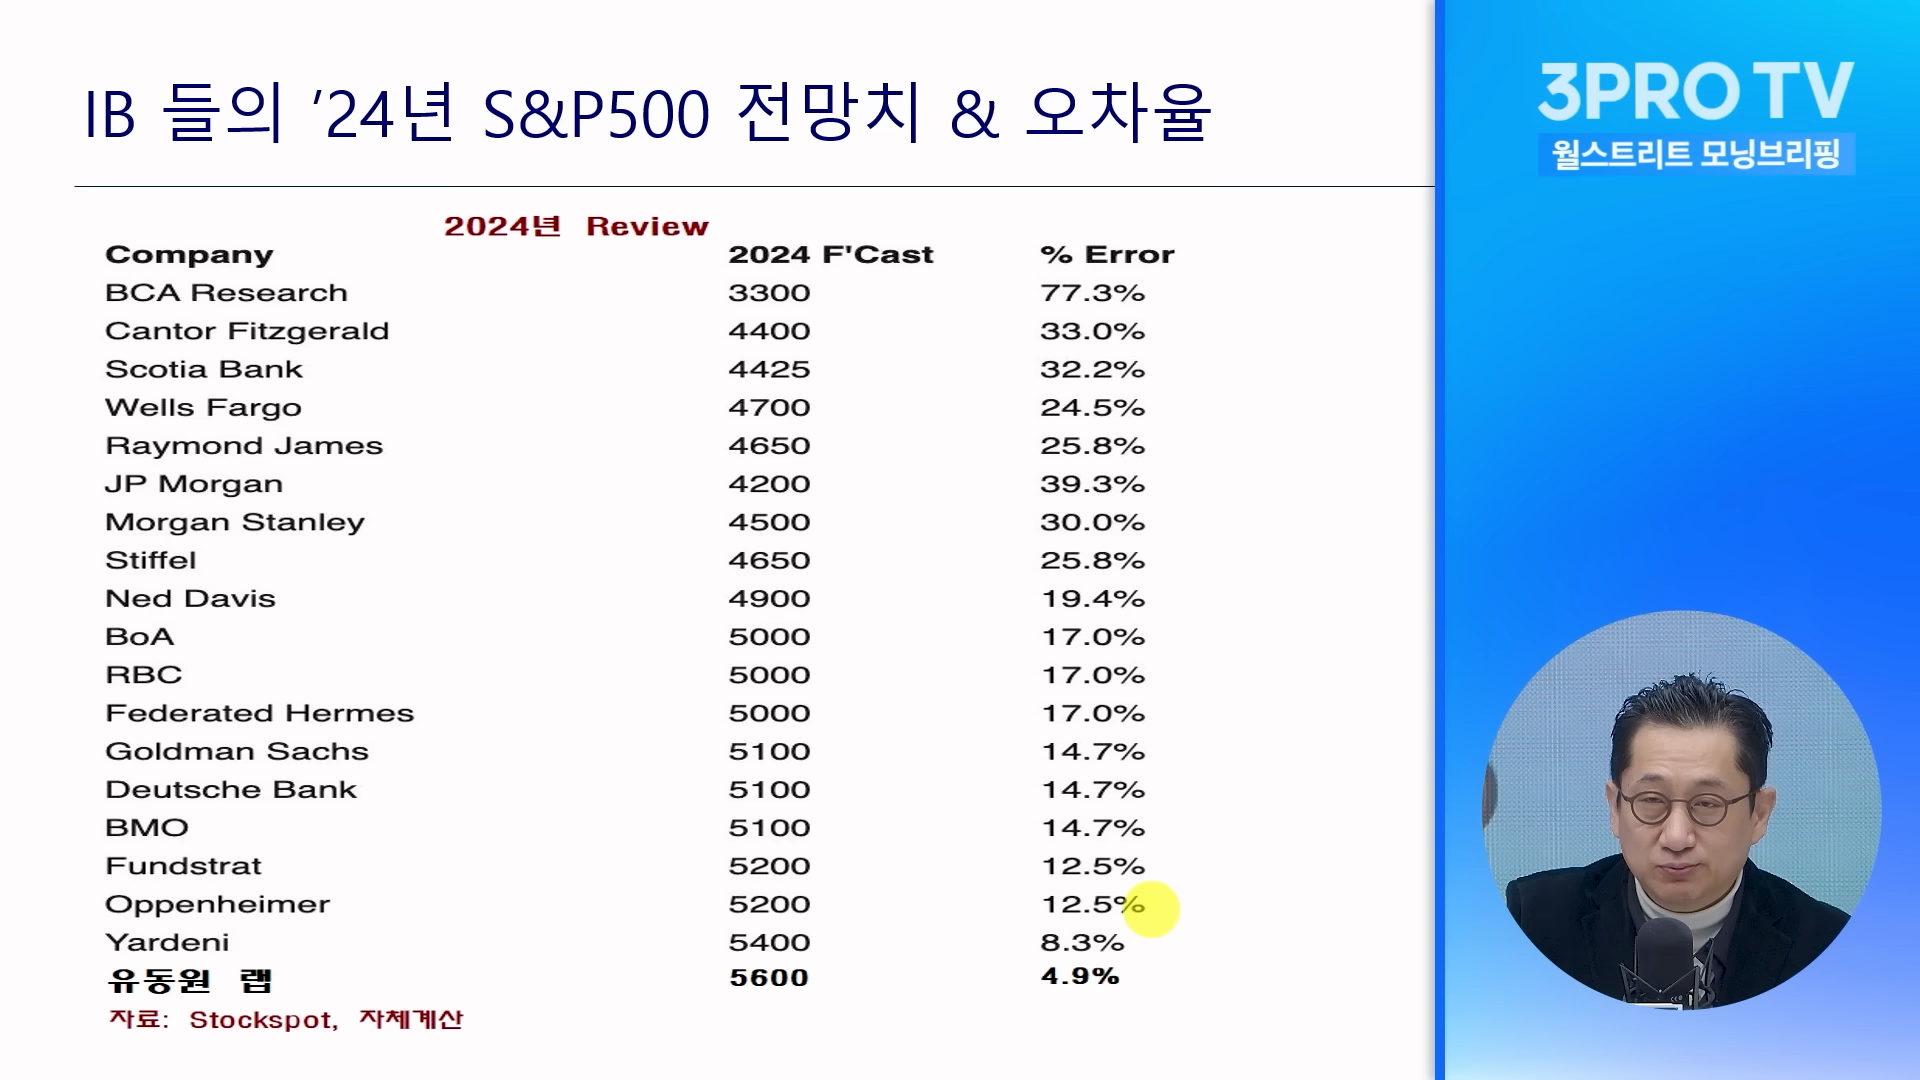 IB 들의 ’24년 S&P500 전망치 & 오차율
2024년 Review
Company 2024 F'Cast % Error
BCA Research 3300 77.3%
Cantor Fitzgerald 4400 33.0%
Scotia Bank 4425 32.2%
Wells Fargo 4700 24.5%
Raymond James 4650 25.8%
JP Morgan 4200 39.3%
Morgan Stanley 4500 30.0%
Stiffel 4650 25.8%
Ned Davis 4900 19.4%
BoA 5000 17.0%
RBC 5000 17.0%
Federated Hermes 5000 17.0%
Goldman Sachs 5100 14.7%
Deutsche Bank 5100 14.7%
BMO 5100 14.7%
Fundstrat 5200 12.5%
Oppenheimer 5200 12.5%
Yardeni 5400 8.3%
유동원 랩 5600 4.9%
자료: Stockspot, 자체계산
3PRO TV
월스트리트 모닝브리핑